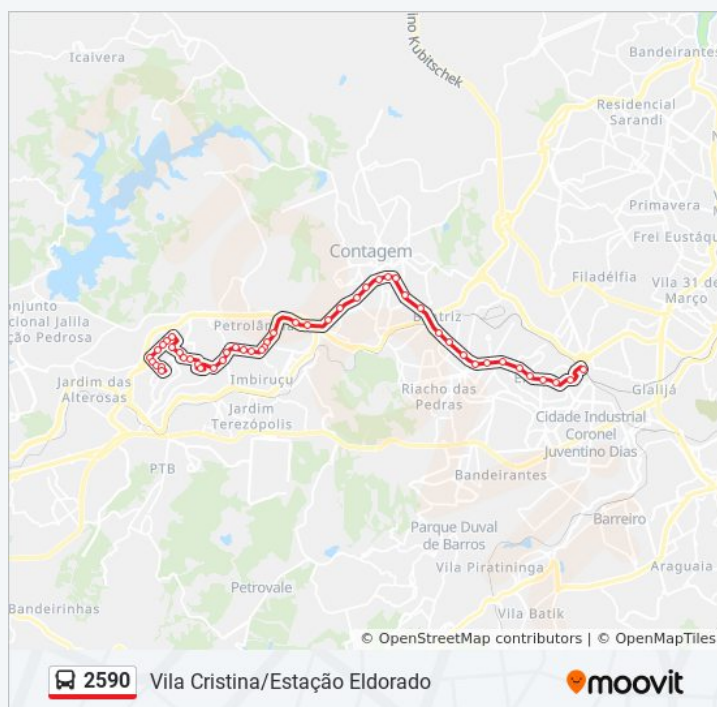 ino Kubitschek
Icaivera
Bandeirantes
Residencial
Sarandi
Primavera
Frei Eustáqu
Contagem
Filadélfia
Vila 31 de
Março
onjunto
cional Jalila
ção Pedrosa
Petrolân
Beatriz
Jardim das
Alterosas
Imbiruçu
Riacho das
Pedras
E
Glalijá
Jardim
Terezópolis
Cidade Industrial
Coronel
Juventino Dias
PTB
Bandeirantes
Barreiro
Parque Duval
de Barros
Vila Piratininga
Araguaia
Petrovale
Bandeirinhas
Vila Batik
© OpenStreetMap contributors | © OpenMapTiles
2590 Vila Cristina/Estação Eldorado
moovit